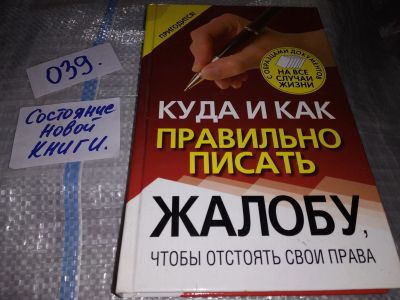 039.
Состояние
новой
книги.
ПРИГОДИТСЯ!
С ОБРАЗЦАМИ ДОКУМЕНТОВ
НА ВСЕ
СЛУЧАИ
ЖИЗНИ
КУДА И КАК
ПРАВИЛЬНО
ПИСАТЬ
ЖАЛОБУ,
ЧТОБЫ ОТСТОЯТЬ СВОИ ПРАВА